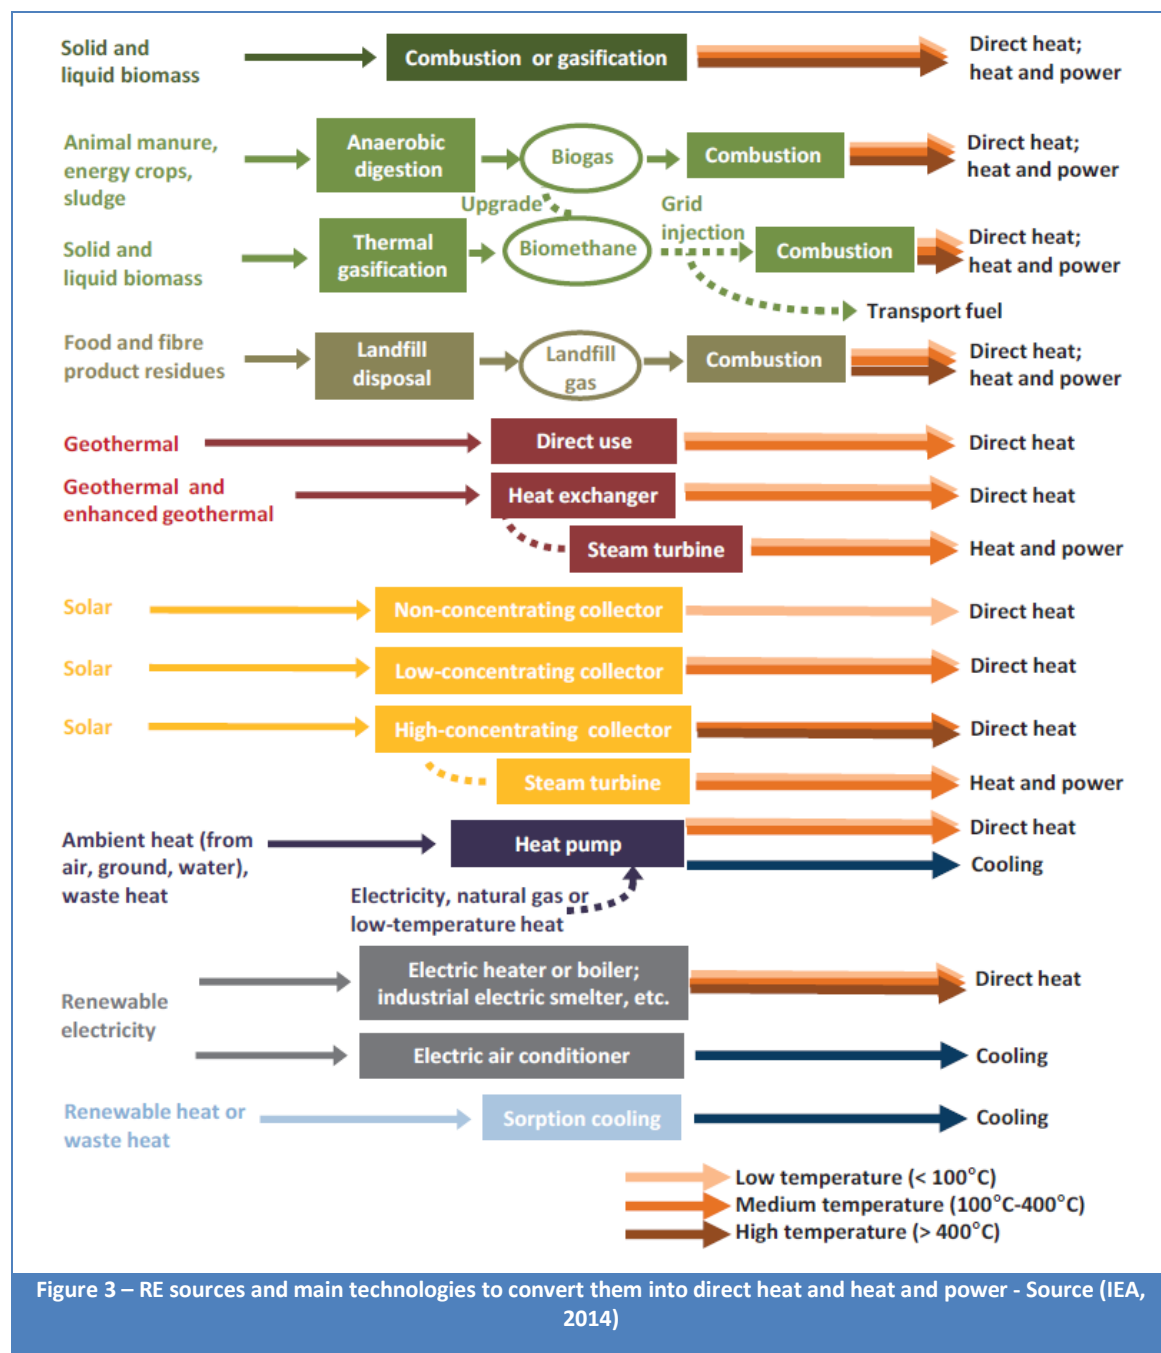 Solid and
liquid biomass
Combustion or gasification
Direct heat;
heat and power
Animal manure,
energy crops,
sludge
Anaerobic
digestion
Biogas
Combustion
Direct heat;
heat and power
Upgrade
Grid
injection
Solid and
liquid biomass
Thermal
gasification
Biomethane
Combustion
Direct heat;
heat and power
Transport fuel
Food and fibre
product residues
Landfill
disposal
Landfill
gas
Combustion
Direct heat;
heat and power
Geothermal
Direct use
Direct heat
Geothermal and
enhanced geothermal
Heat exchanger
Direct heat
Steam turbine
Heat and power
Solar
Non-concentrating collector
Direct heat
Solar
Low-concentrating collector
Direct heat
Solar
High-concentrating collector
Direct heat
Steam turbine
Heat and power
Ambient heat (from
air, ground, water),
waste heat
Heat pump
Direct heat
Cooling
Electricity, natural gas or
low-temperature heat
Renewable
electricity
Electric heater or boiler;
industrial electric smelter, etc.
Direct heat
Electric air conditioner
Cooling
Renewable heat or
waste heat
Sorption cooling
Cooling
Low temperature (< 100°C)
Medium temperature (100°C-400°C)
High temperature (> 400°C)
Figure 3 – RE sources and main technologies to convert them into direct heat and heat and power - Source (IEA,
2014)